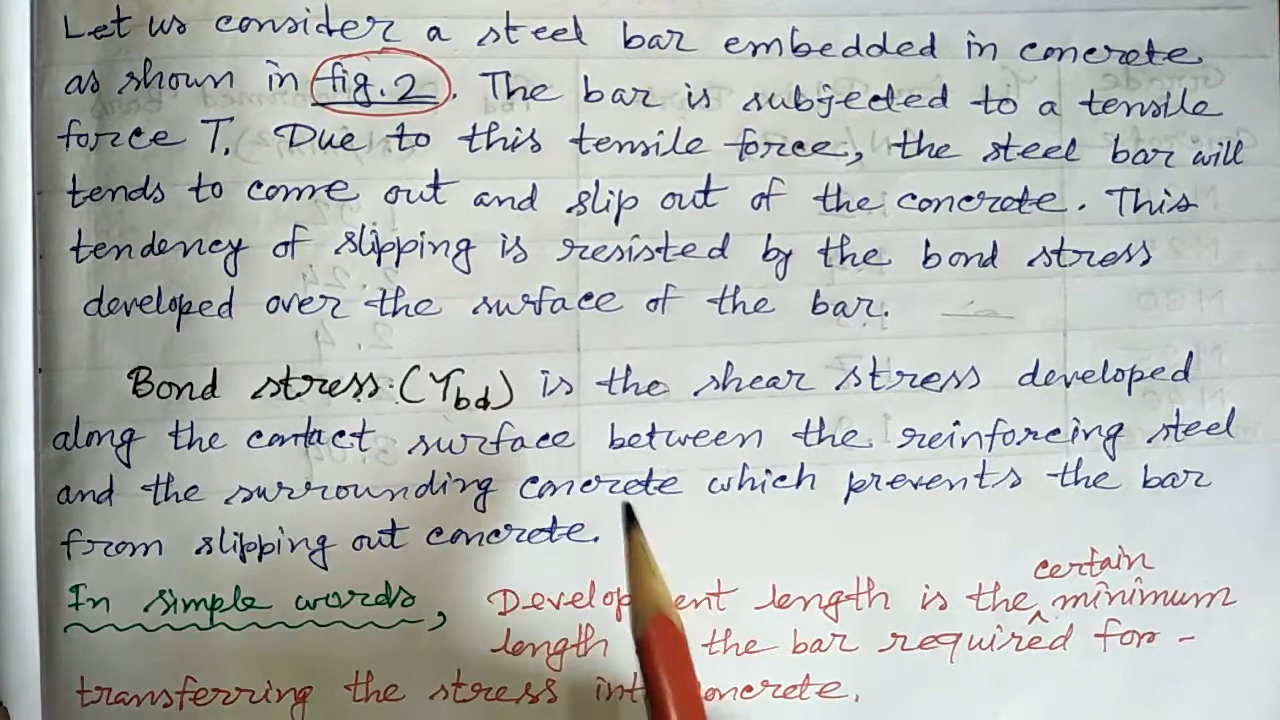 Let us consider a steel bar embedded in concrete
as shown in fig. 2. The bar is subjected to a tensile
force T. Due to this tensile force, the steel bar will
tends to come out and slip out of the concrete. This
tendency of slipping is resisted by the bond stress
developed over the surface of the bar.
Bond stress: (τbd) is the shear stress developed
along the contact surface between the reinforcing steel
and the surrounding concrete which prevents the bar
from slipping out concrete.
In simple words, Development length is the certain minimum
length the bar required for -
transferring the stress into concrete.